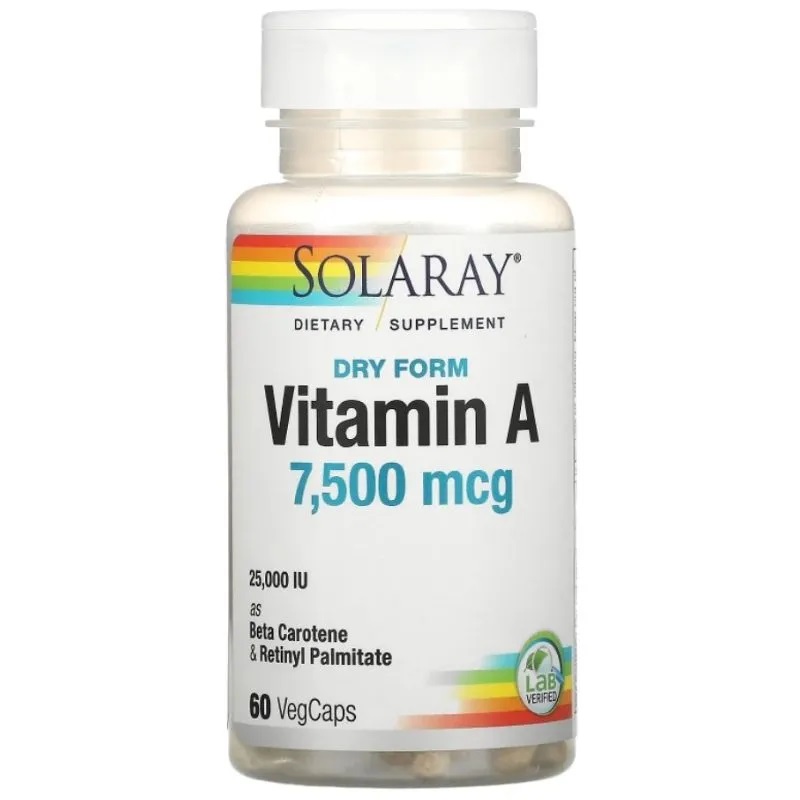 SOLARAY®
DIETARY SUPPLEMENT
DRY FORM
Vitamin A
7,500 mcg
25,000 IU
as
Beta Carotene
& Retinyl Palmitate
60 VegCaps
LAB
VERIFIED